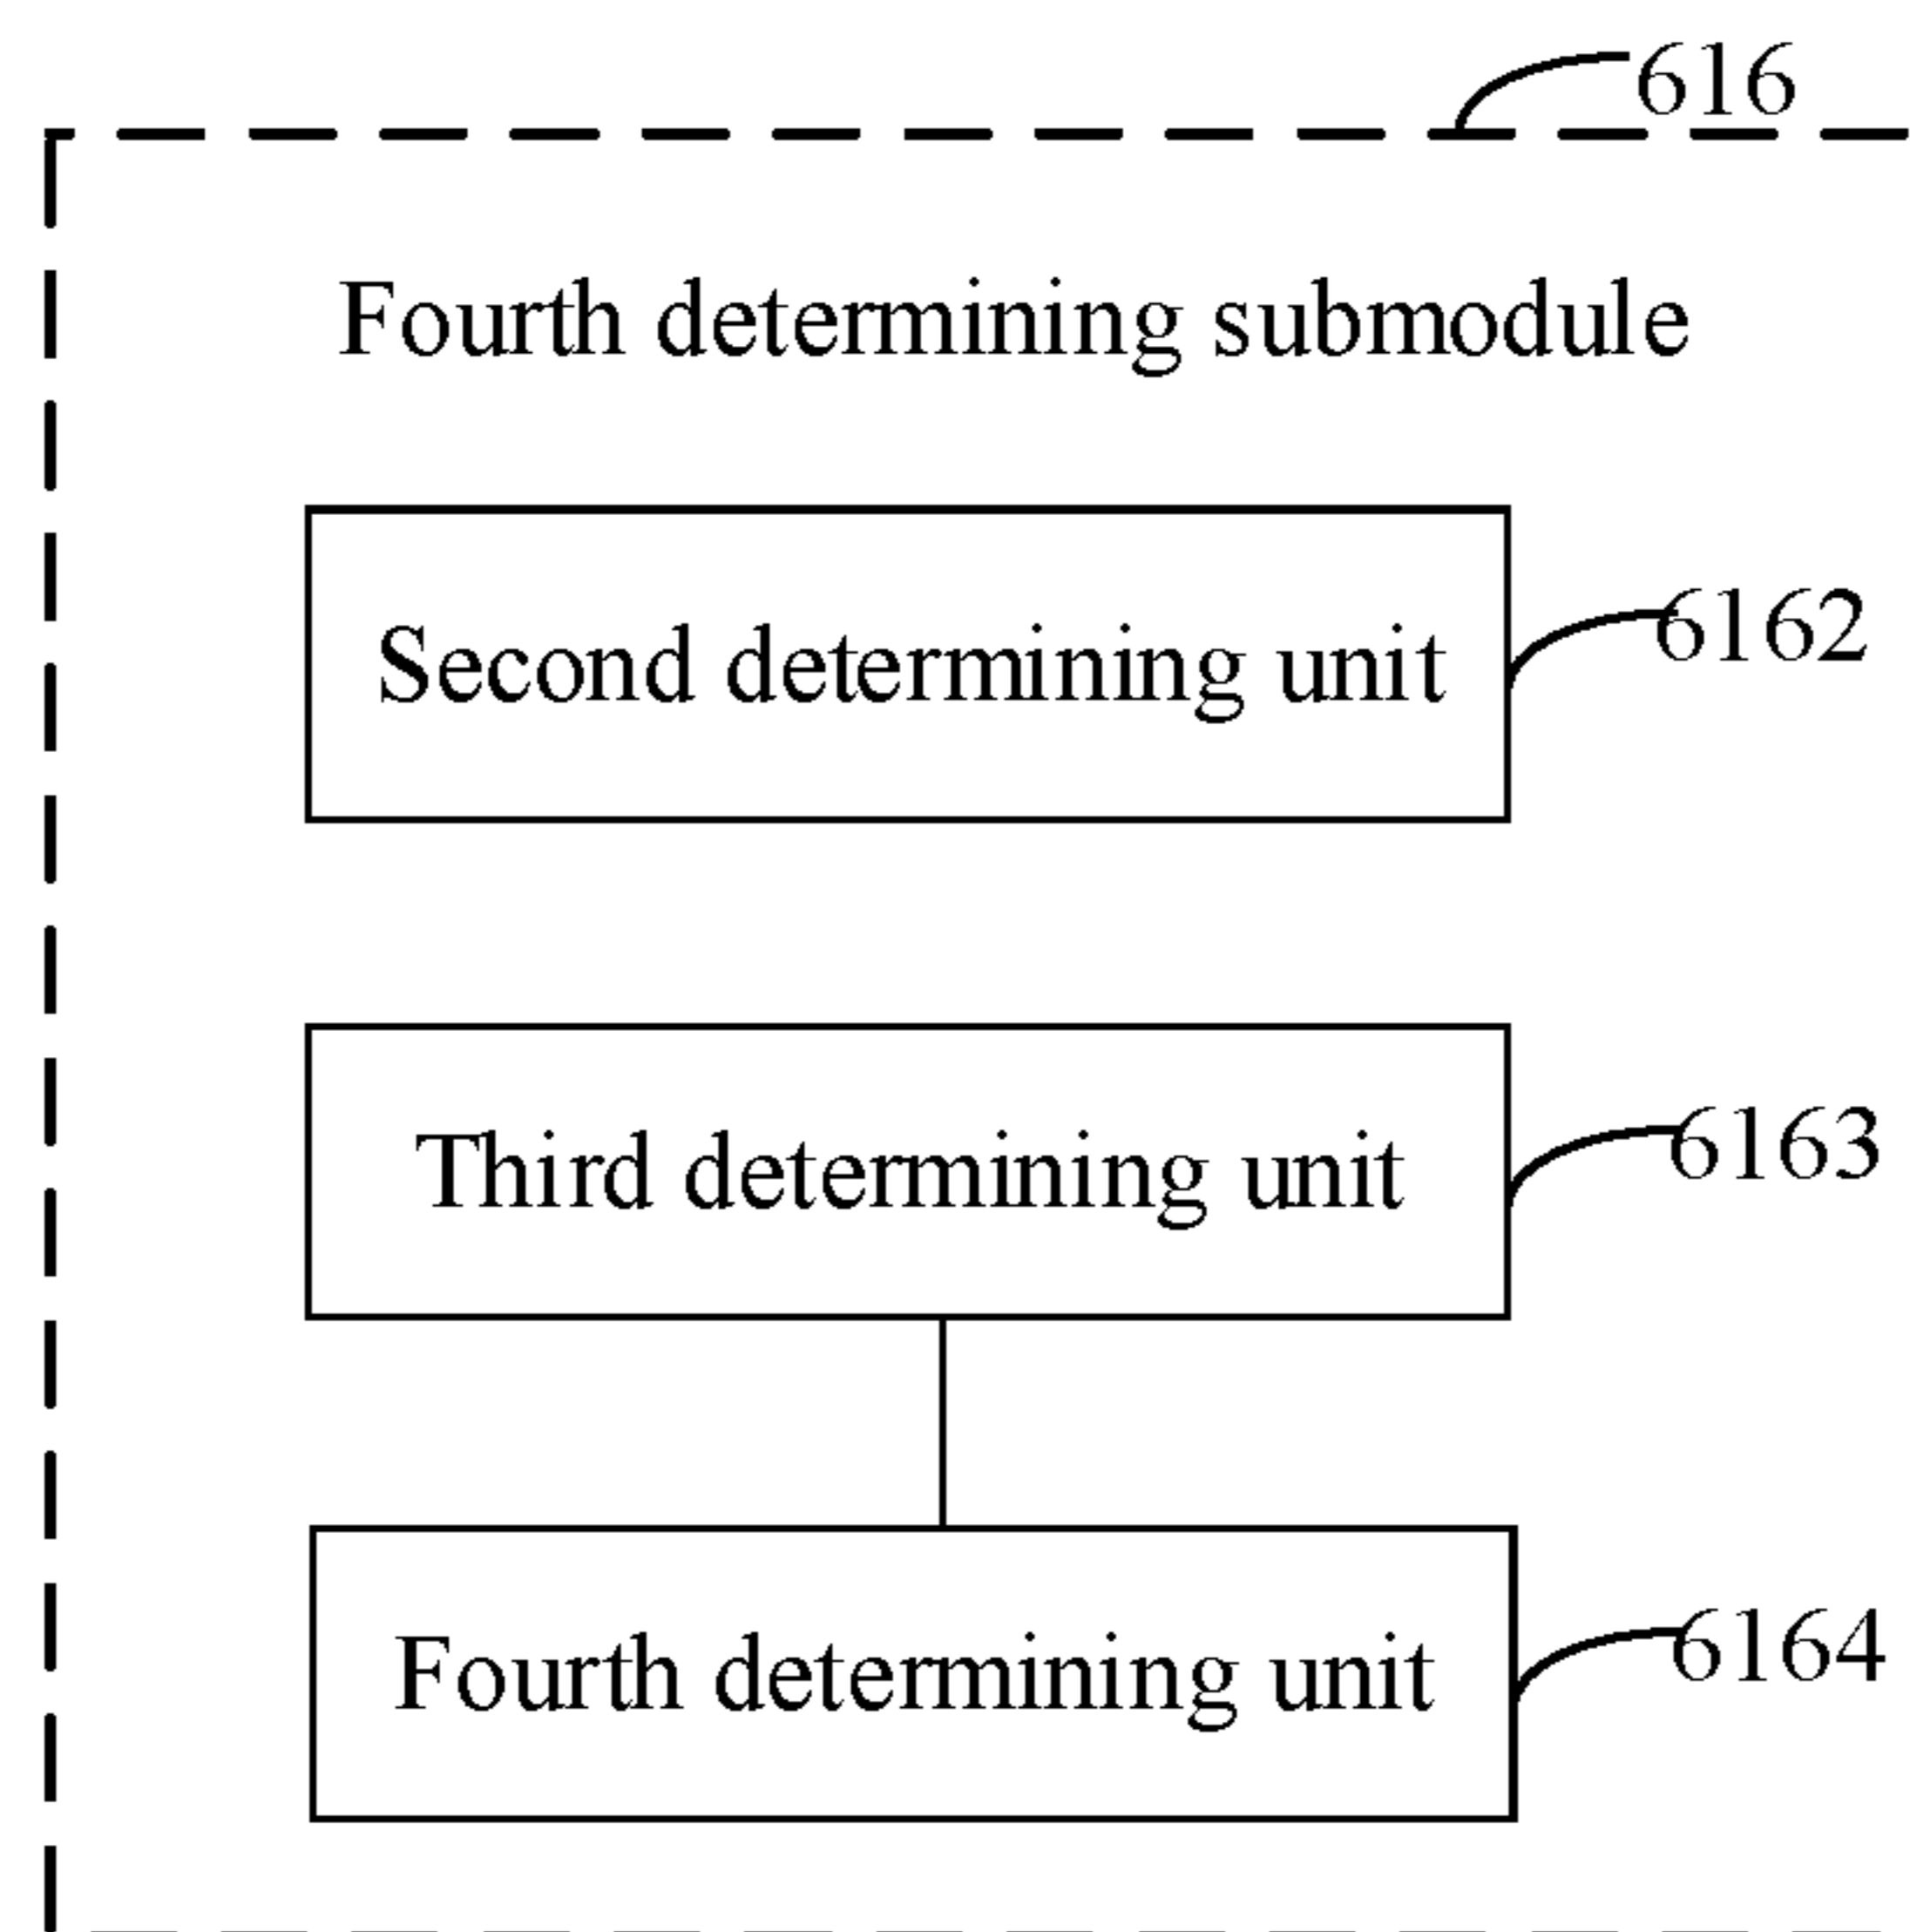 616
Fourth determining submodule
Second determining unit
6162
Third determining unit
6163
Fourth determining unit
6164